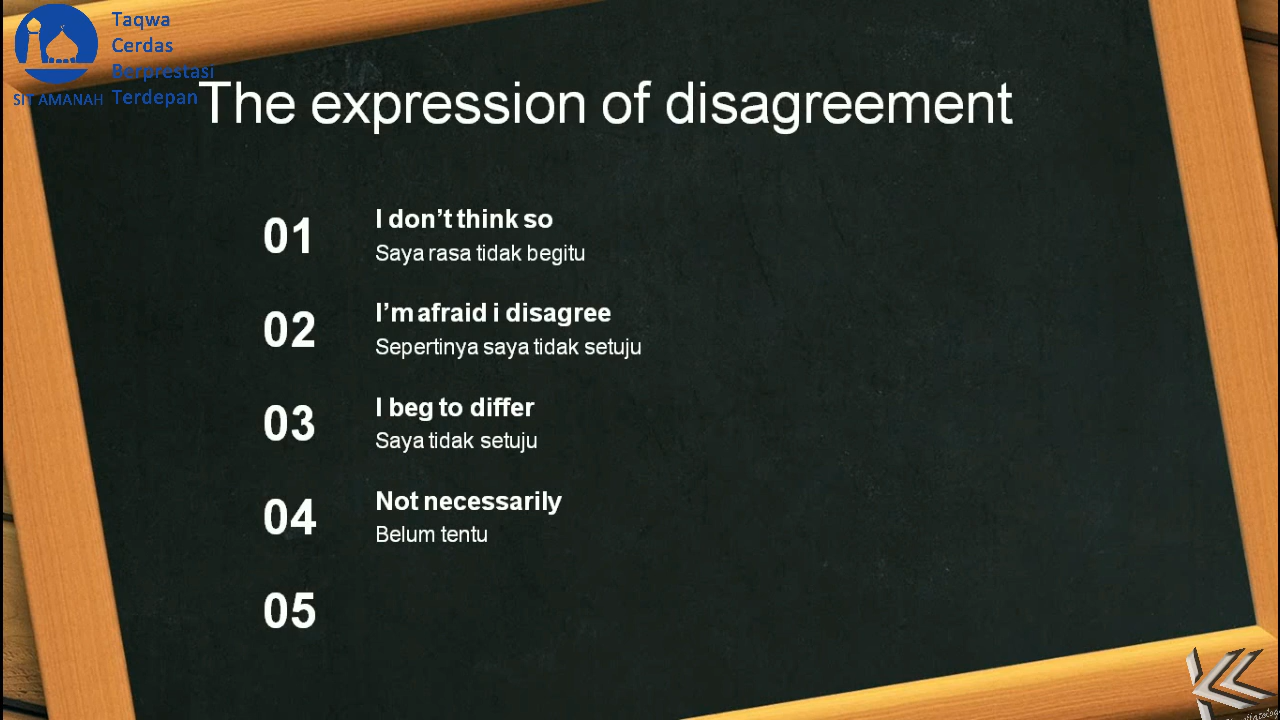 Taqwa
Cerdas
Berprestasi
SIT AMANAH Terdepan
The expression of disagreement
01
I don’t think so
Saya rasa tidak begitu
02
I’m afraid i disagree
Sepertinya saya tidak setuju
03
I beg to differ
Saya tidak setuju
04
Not necessarily
Belum tentu
05